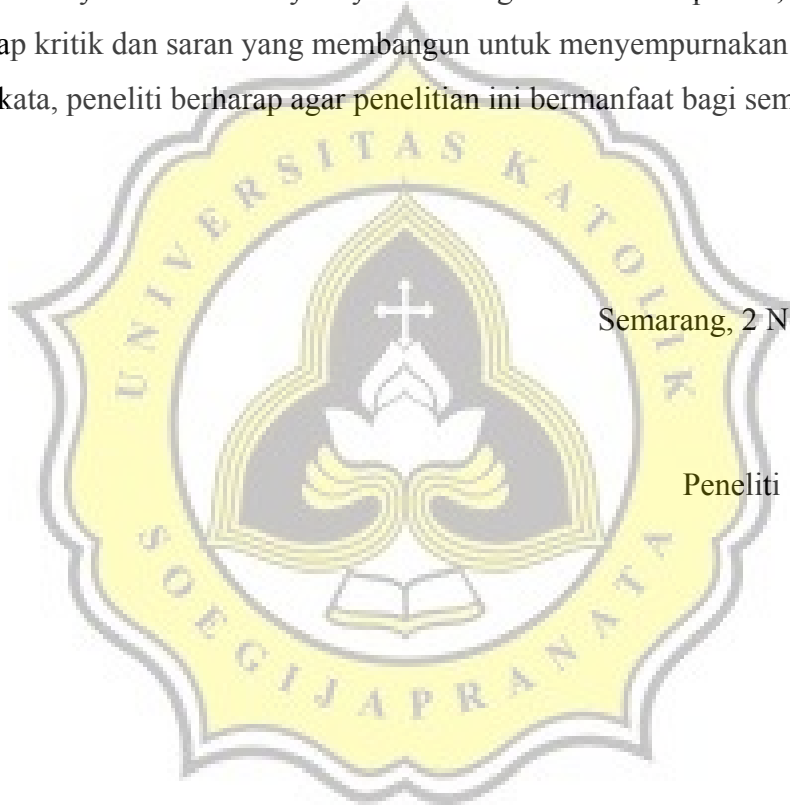 ap kritik dan saran yang membangun untuk menyempurnakan
kata, peneliti berharap agar penelitian ini bermanfaat bagi sem
UNIVERSITAS KATOLIK
Semarang, 2 N
Peneliti
SOEGIJAPRANATA